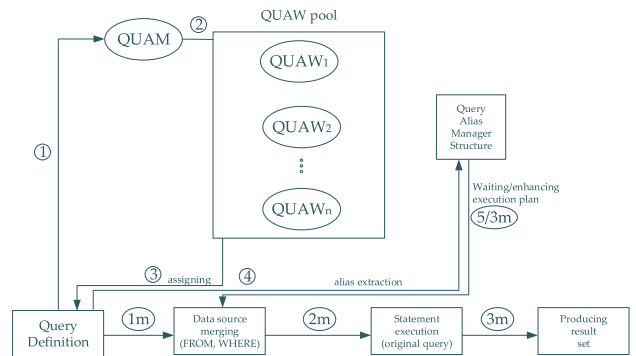 QUAW pool
②
QUAM
QUAW₁
QUAW₂
QUAWₙ
①
Query
Alias
Manager
Structure
Waiting/enhancing
execution plan
5/3m
③ assigning
④
alias extraction
Query
Definition
1m
Data source
merging
(FROM, WHERE)
2m
Statement
execution
(original query)
3m
Producing
result
set